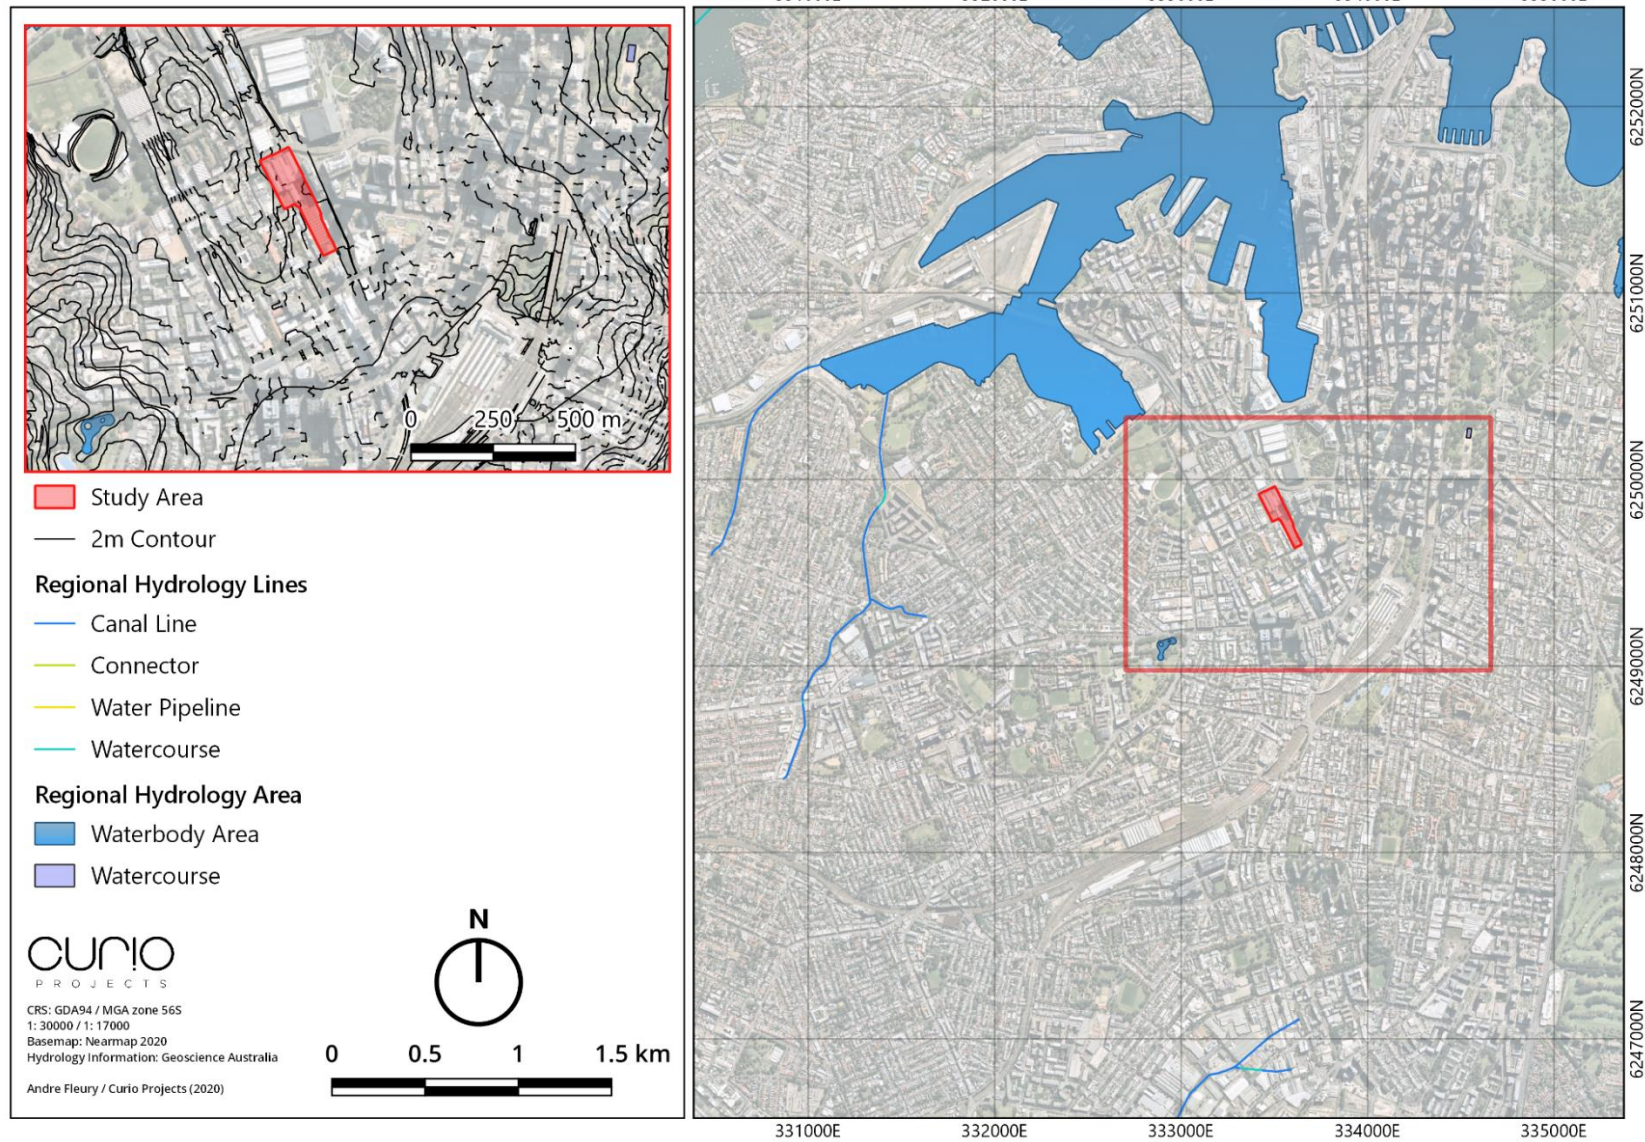 0 250 500 m
Study Area
2m Contour
Regional Hydrology Lines
Canal Line
Connector
Water Pipeline
Watercourse
Regional Hydrology Area
Waterbody Area
Watercourse
curio
PROJECTS
N
CRS: GDA94 / MGA zone 56S
1: 30000 / 1: 17000
Basemap: Nearmap 2020
Hydrology Information: Geoscience Australia
Andre Fleury / Curio Projects (2020)
0 0.5 1 1.5 km
6252000N
6251000N
6250000N
6249000N
6248000N
6247000N
331000E 332000E 333000E 334000E 335000E